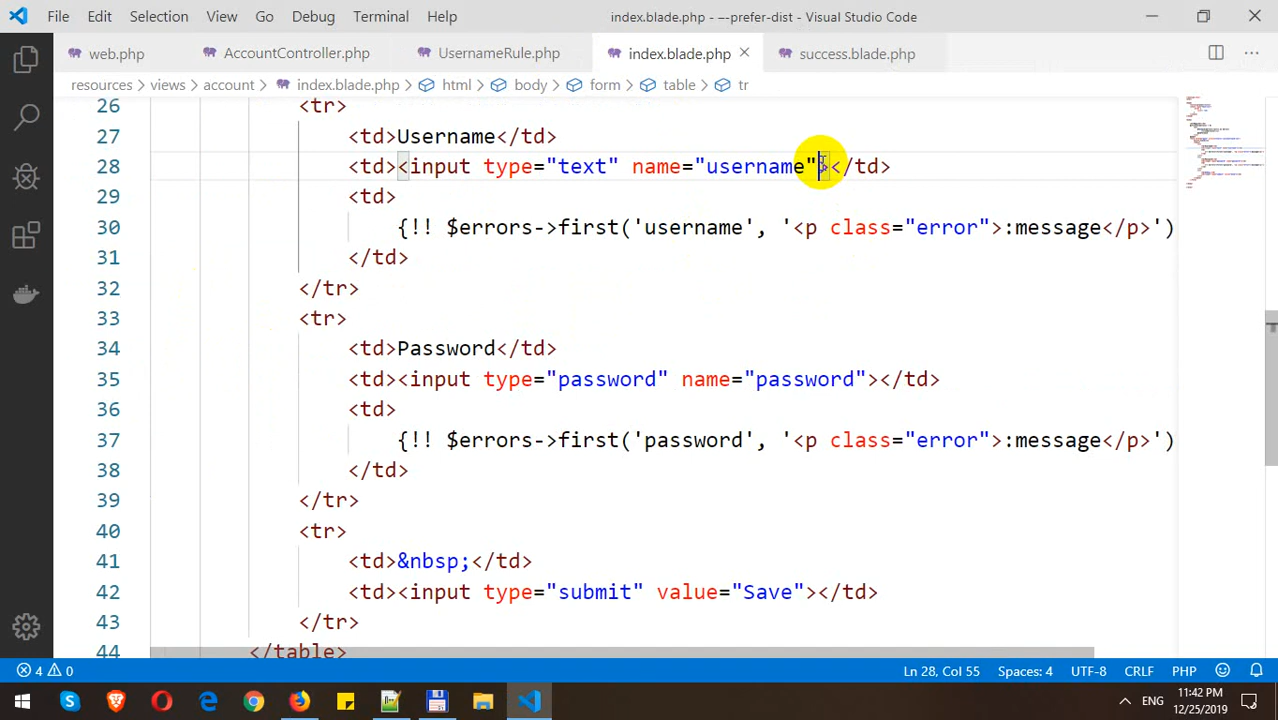 File Edit Selection View Go Debug Terminal Help index.blade.php - --prefer-dist - Visual Studio Code
web.php AccountController.php UsernameRule.php index.blade.php success.blade.php
resources > views > account > index.blade.php > html > body > form > table > tr
26 <tr>
27 <td>Username</td>
28 <td><input type="text" name="username"></td>
29 <td>
30 {!! $errors->first('username', '<p class="error">:message</p>')
31 </td>
32 </tr>
33 <tr>
34 <td>Password</td>
35 <td><input type="password" name="password"></td>
36 <td>
37 {!! $errors->first('password', '<p class="error">:message</p>')
38 </td>
39 </tr>
40 <tr>
41 <td>&nbsp;</td>
42 <td><input type="submit" value="Save"></td>
43 </tr>
44 </table>
4 0 Ln 28, Col 55 Spaces: 4 UTF-8 CRLF PHP
ENG 11:42 PM
12/25/2019